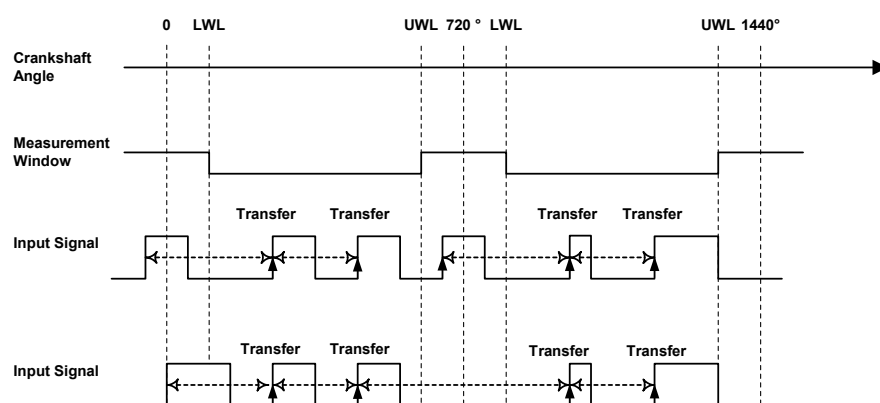 0 LWL UWL 720 ° LWL UWL 1440°
Crankshaft
Angle
Measurement
Window
Transfer Transfer Transfer Transfer
Input Signal
Transfer Transfer Transfer Transfer
Input Signal